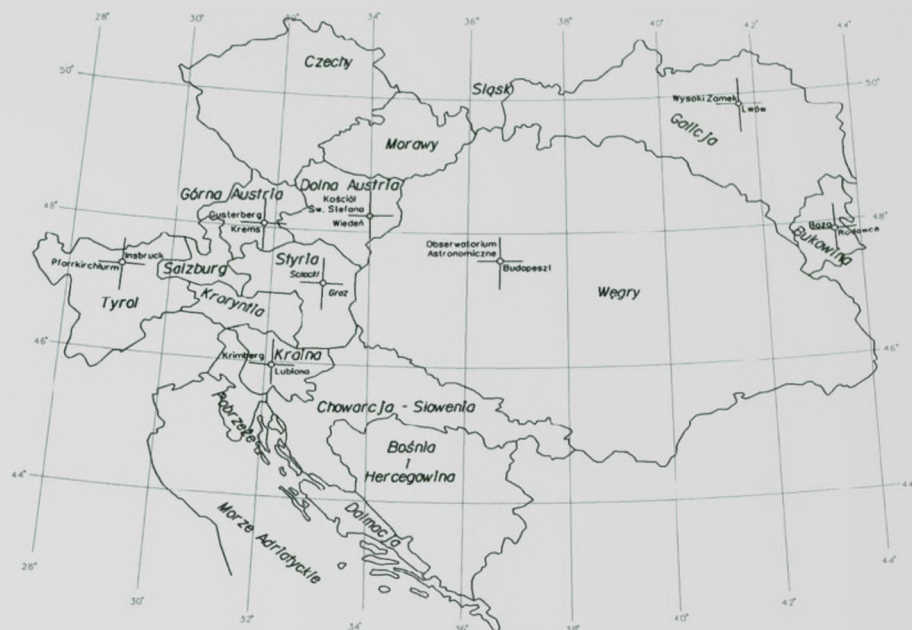 28°
30°
32°
34°
36°
38°
40°
42°
44°
50°
50°
Czechy
Śląsk
Wysoki Zamek
Lwów
Galicja
Morawy
Górna Austria
Dolna Austria
Kościół
Św. Stefana
Wiedeń
Gusterberg
Krems
48°
48°
Baza
Radowce
Bukowina
Obserwatorium
Astronomiczne
Budapeszt
Insbruck
Pfarrkirchturm
Salzburg
Styria
Schöckl
Graz
Tyrol
Karyntia
Węgry
46°
46°
Krimberg
Kraina
Lublana
Chowarcja - Słowenia
Pobrzeże
Bośnia
i
Hercegowina
44°
44°
Dalmacja
Morze Adriatyckie
28°
30°
32°
34°
36°
38°
40°
42°